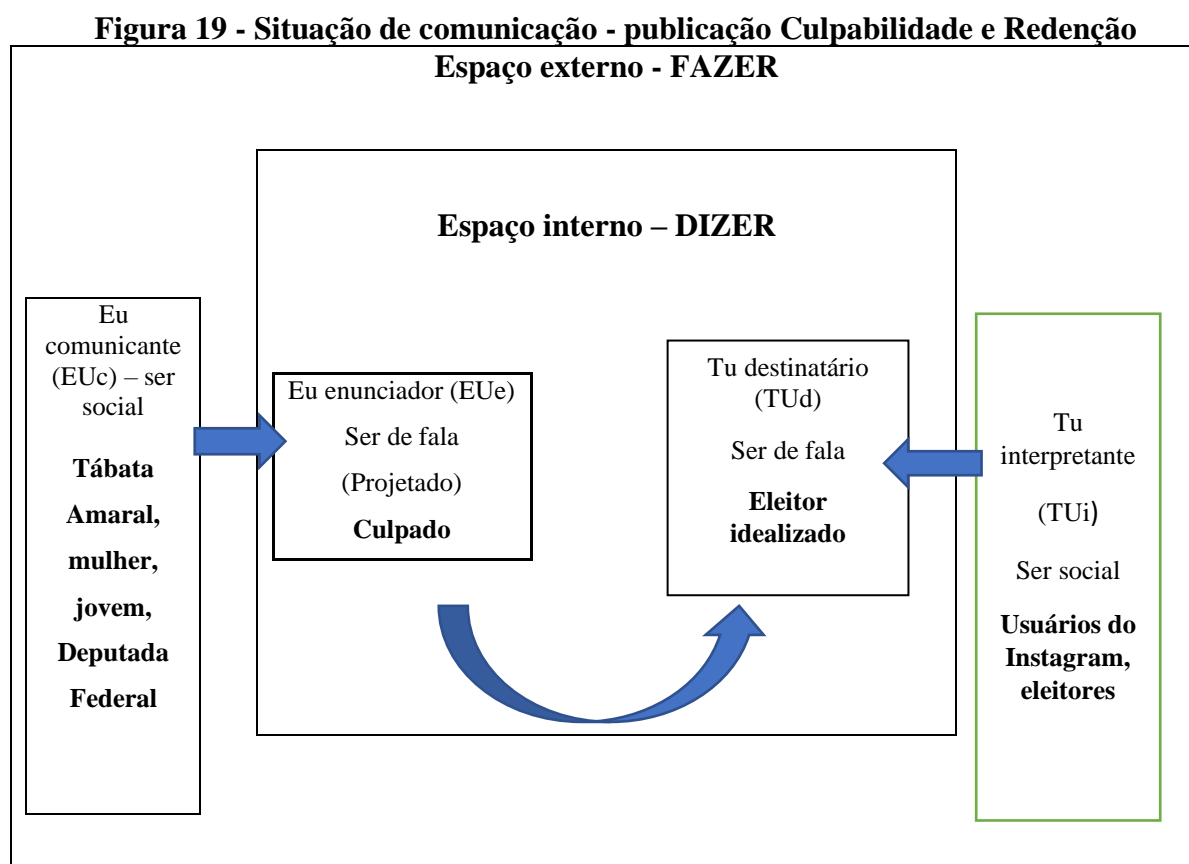 Figura 19 - Situação de comunicação - publicação Culpabilidade e Redenção
Espaço externo - FAZER
Espaço interno – DIZER
Eu
comunicante
(EUc) – ser
social
Tábata
Amaral,
mulher,
jovem,
Deputada
Federal
Eu enunciador (EUe)
Ser de fala
(Projetado)
Culpado
Tu destinatário
(TUd)
Ser de fala
Eleitor
idealizado
Tu
interpretante
(TUi)
Ser social
Usuários do
Instagram,
eleitores